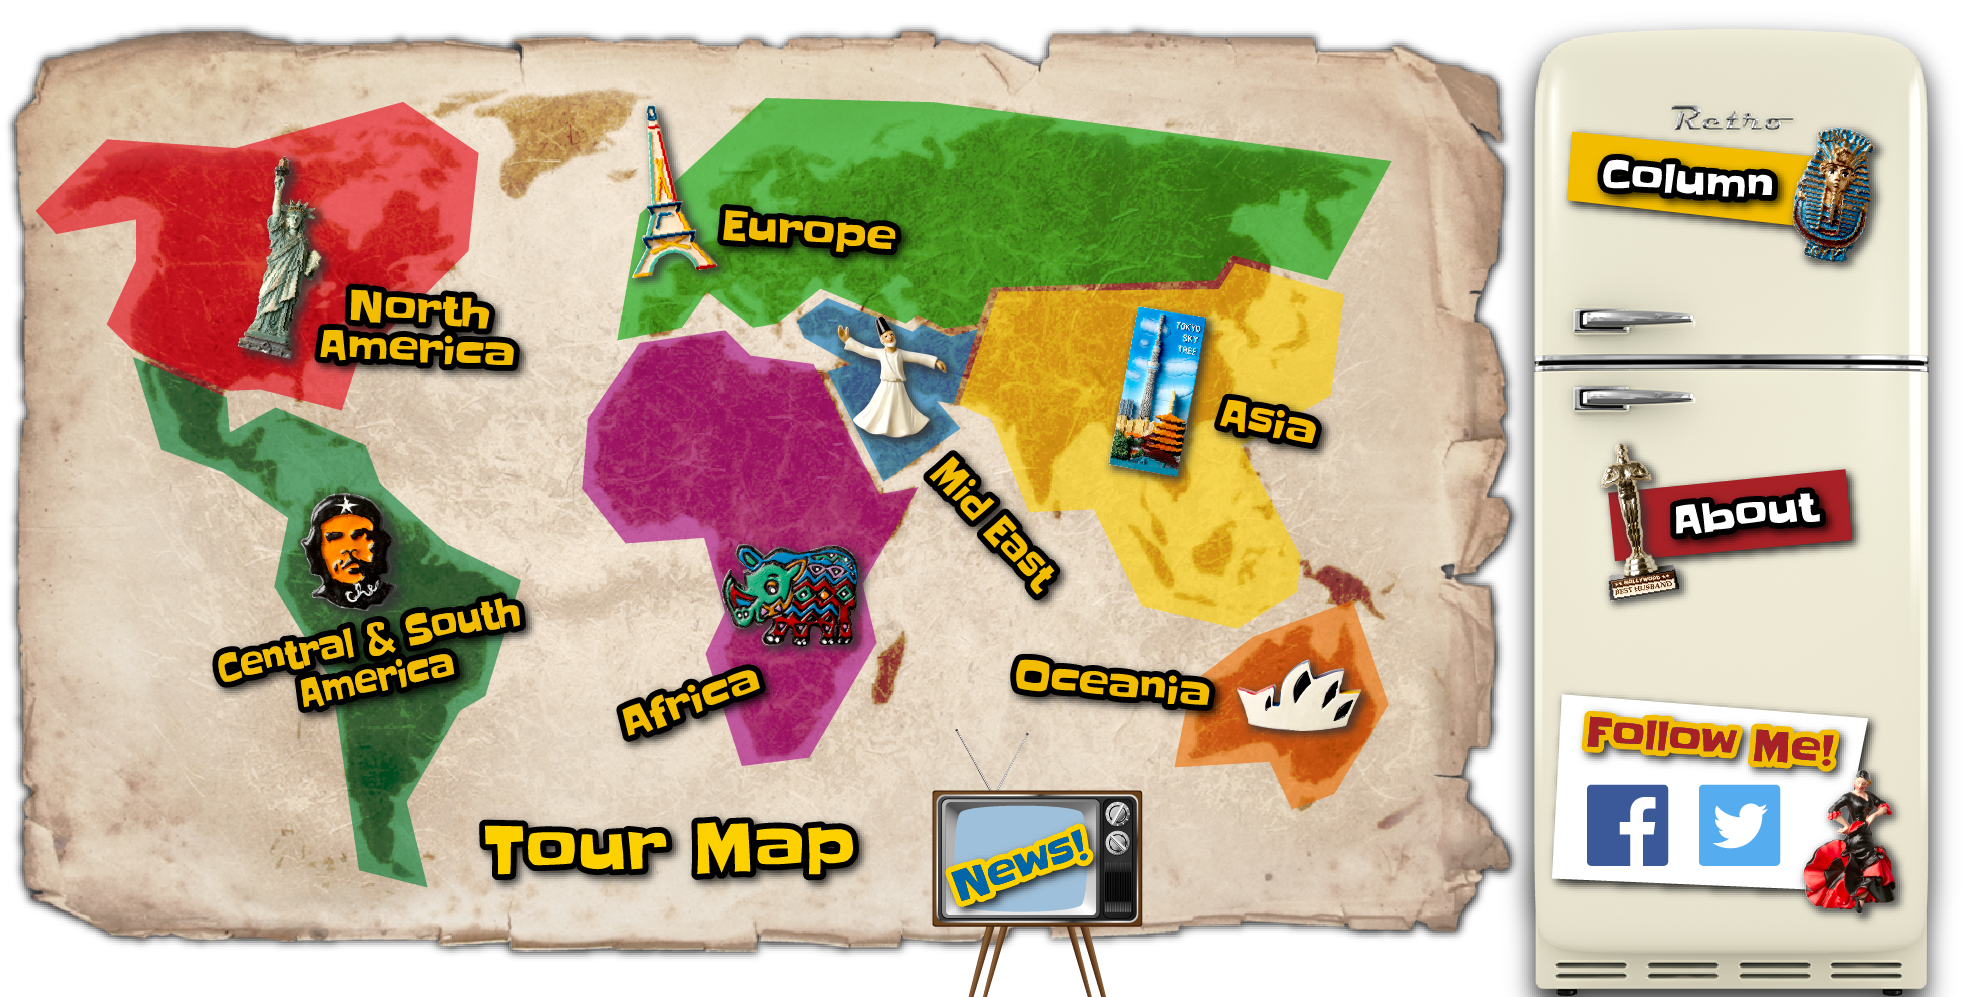 North
America
Europe
TOKYO
SKY
TREE
Asia
Mid East
che
Central & South
America
Africa
Oceania
Tour Map
News!
Retro
Column
About
HOLLYWOOD
BEST HUSBAND
Follow Me!